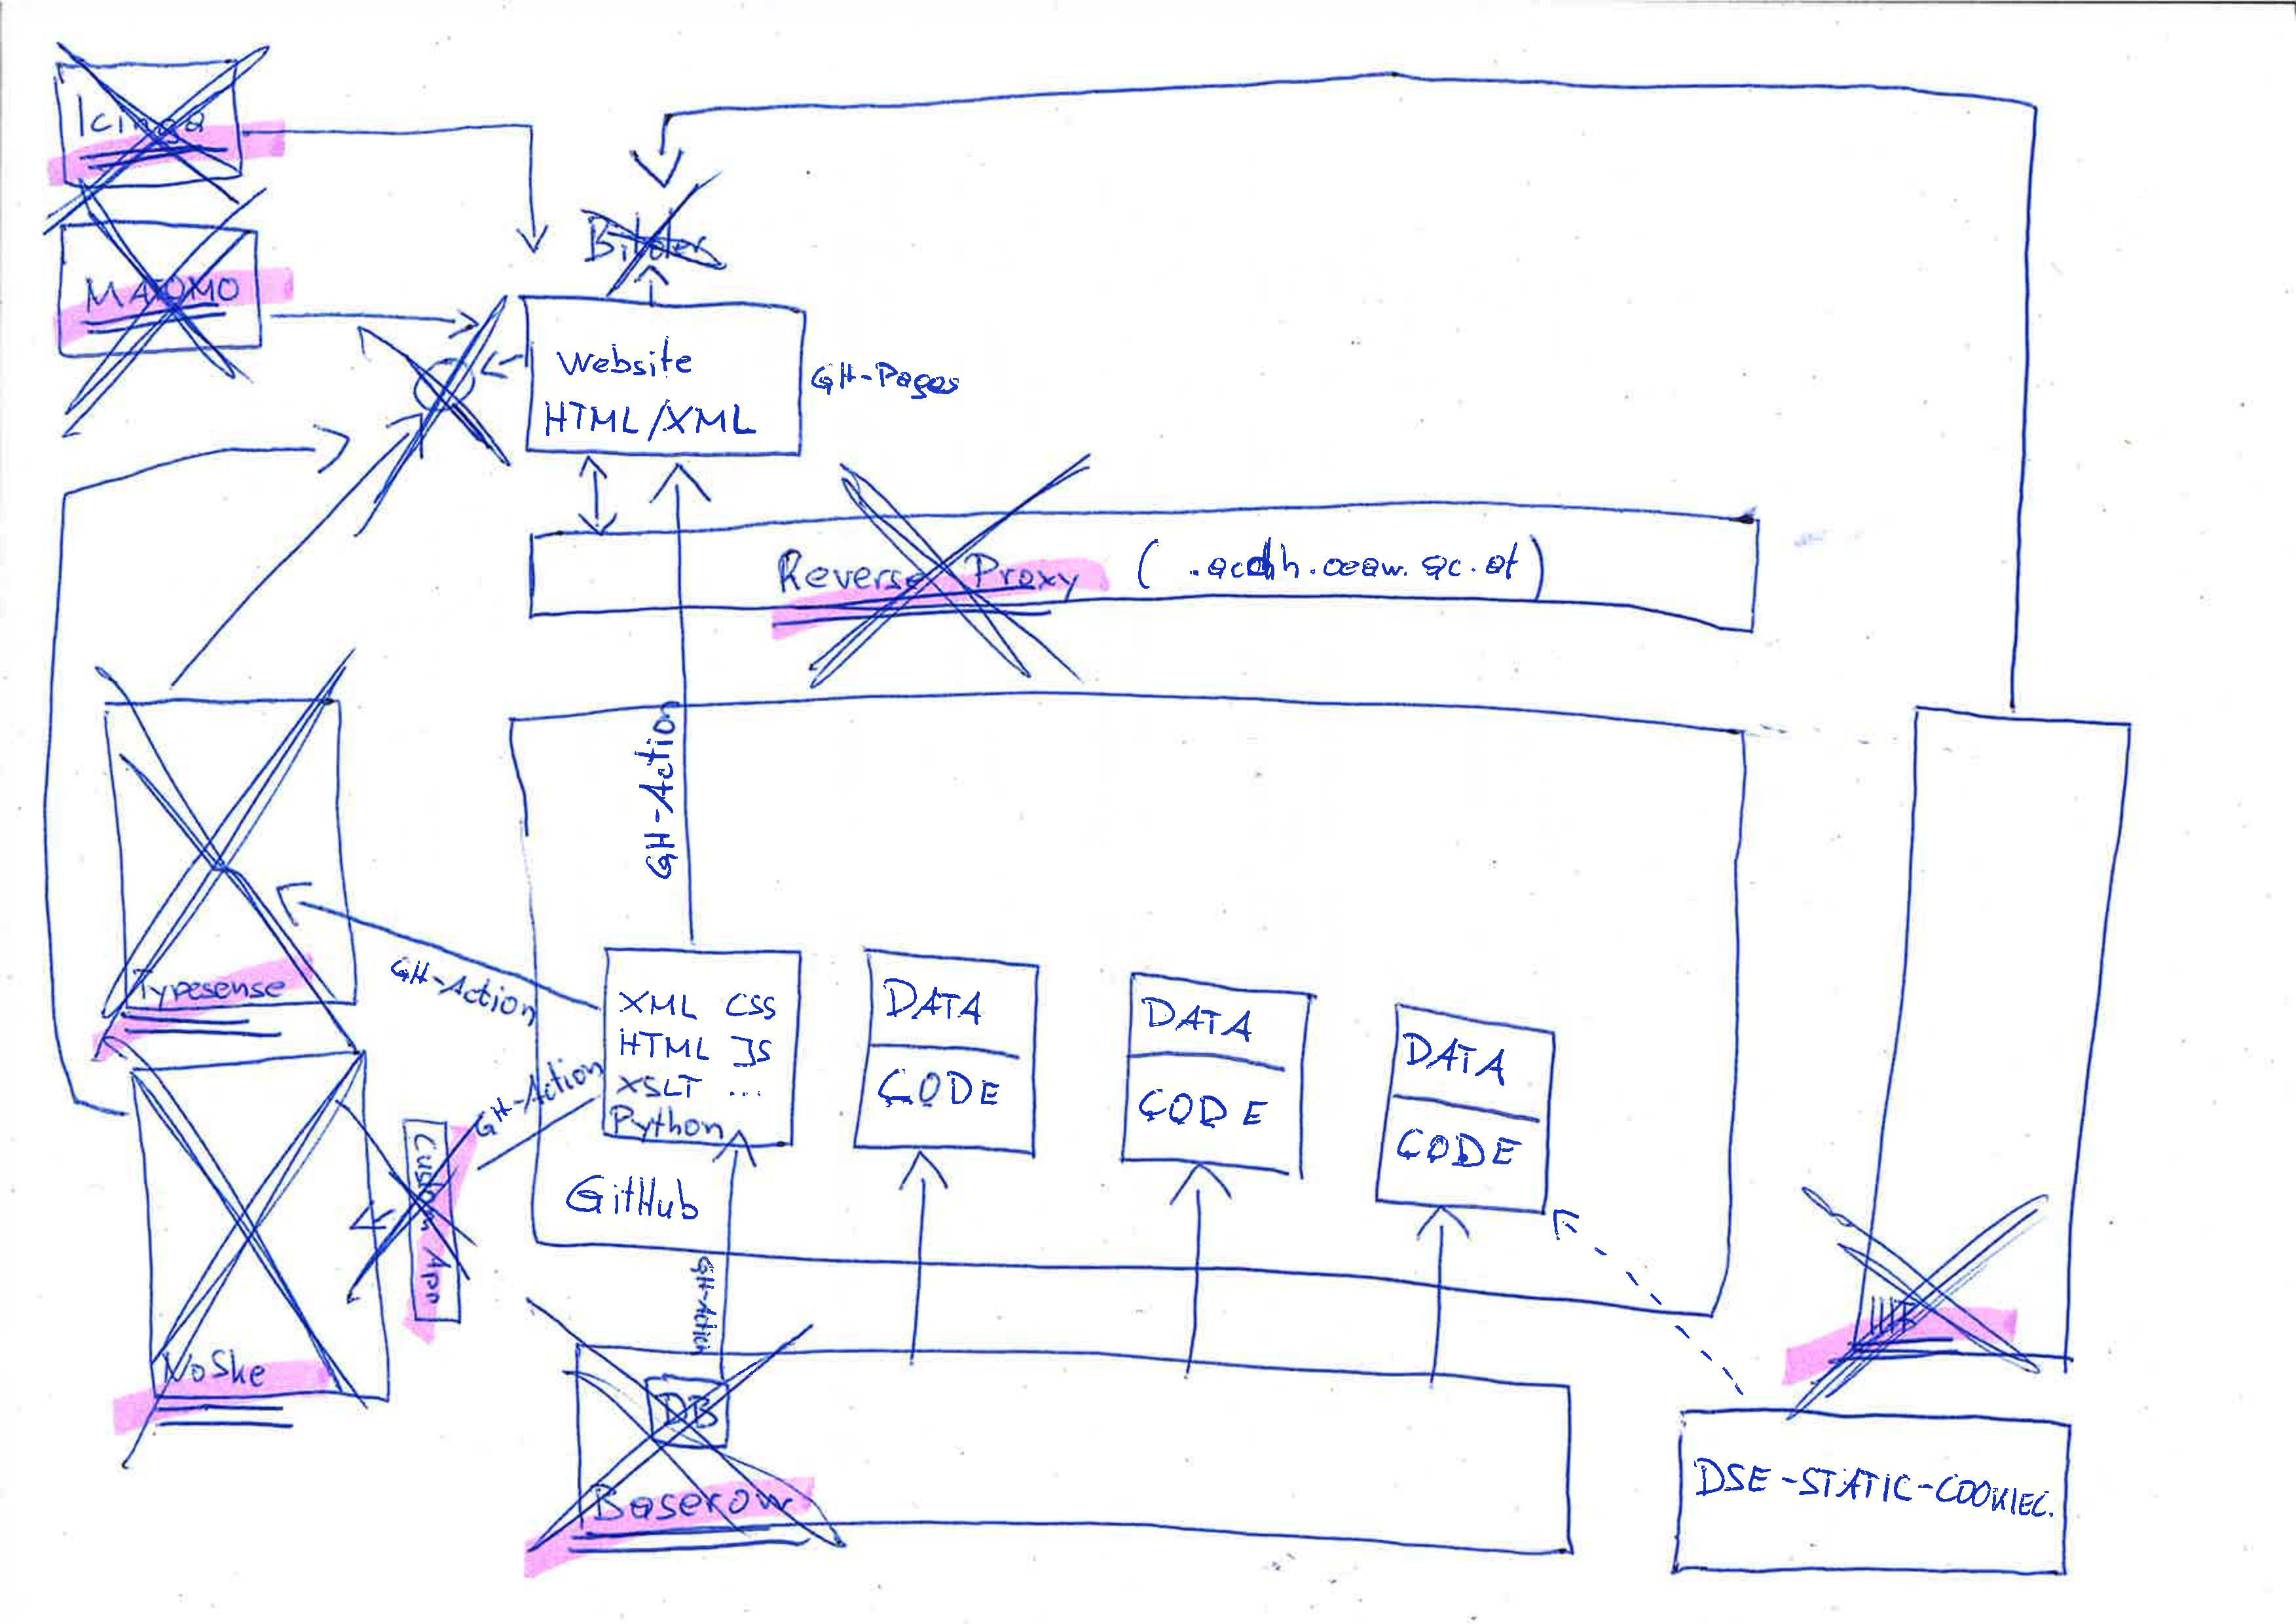 Icinga
MATOMO
Bilder
Website
HTML/XML
GH-Pages
Reverse Proxy (.acdh.oeaw.ac.at)
GH-Action
Typesense
GH-Action
XML CSS
HTML JS
XSLT ...
Python
DATA
CODE
DATA
CODE
DATA
CODE
GH-Action
Custom App
GitHub
GH-Action
NoSke
IIIF
DB
Baserow
DSE-STATIC-COOKIEC.